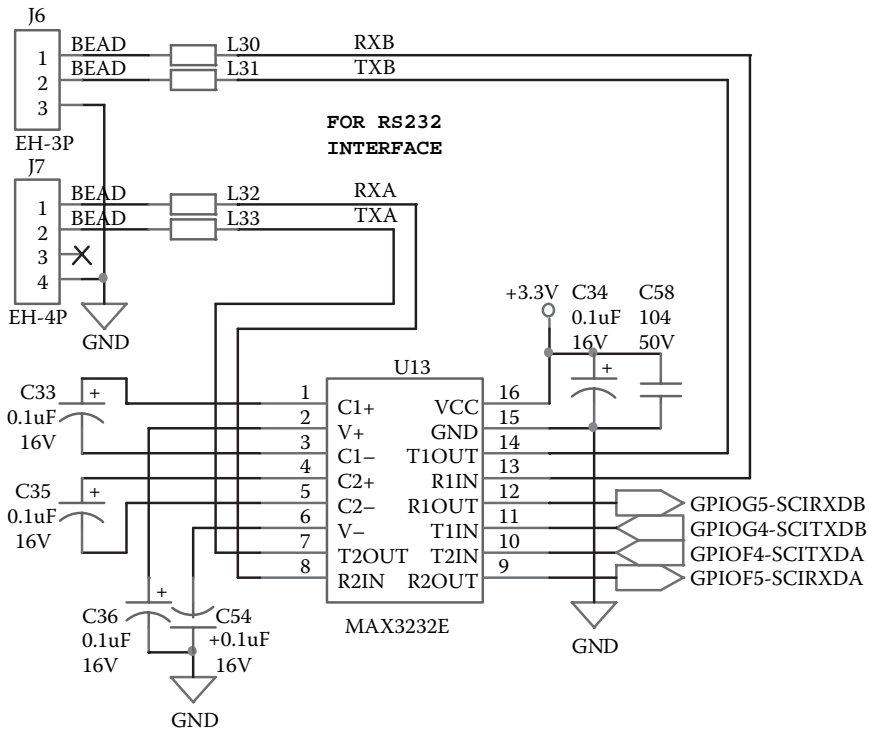 J6
1 BEAD L30 RXB
2 BEAD L31 TXB
3
EH-3P
FOR RS232
INTERFACE
J7
1 BEAD L32 RXA
2 BEAD L33 TXA
3
4
EH-4P
GND
+3.3V
C34
0.1uF
16V
+
C58
104
50V
U13
C33
0.1uF
16V
+
C35
0.1uF
16V
+
1 C1+
2 V+
3 C1−
4 C2+
5 C2−
6 V−
7 T2OUT
8 R2IN
VCC 16
GND 15
T1OUT 14
R1IN 13
R1OUT 12
T1IN 11
T2IN 10
R2OUT 9
GPIOG5-SCIRXDB
GPIOG4-SCITXDB
GPIOF4-SCITXDA
GPIOF5-SCIRXDA
MAX3232E
C36
0.1uF
16V
+
C54
+0.1uF
16V
GND
GND